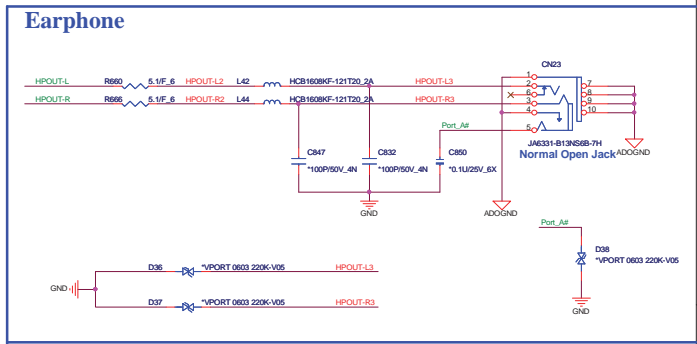 Earphone
CN23
HPOUT-L R660 5.1/F_6 HPOUT-L2 L42 HCB1608KF-121T20_2A HPOUT-L3
HPOUT-R R666 5.1/F_6 HPOUT-R2 L44 HCB1608KF-121T20_2A HPOUT-R3
1
2
6
3
4
5
7
8
9
10
Port_A#
JA6331-B13NS6B-7H
Normal Open Jack
ADOGND
C847
*100P/50V_4N
C832
*100P/50V_4N
C850
*0.1U/25V_6X
GND
ADOGND
Port_A#
D38
*VPORT 0603 220K-V05
GND
D36 *VPORT 0603 220K-V05 HPOUT-L3
GND
D37 *VPORT 0603 220K-V05 HPOUT-R3